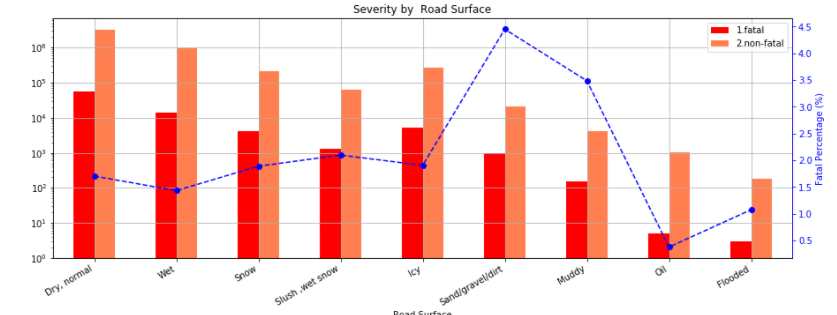 Severity by  Road Surface
1.fatal
2.non-fatal
10⁶
10⁵
10⁴
10³
10²
10¹
10⁰
4.5
4.0
3.5
3.0
2.5
2.0
1.5
1.0
0.5
Fatal Percentage (%)
Dry, normal
Wet
Snow
Slush ,wet snow
Icy
Sand/gravel/dirt
Muddy
Oil
Flooded
Road Surface